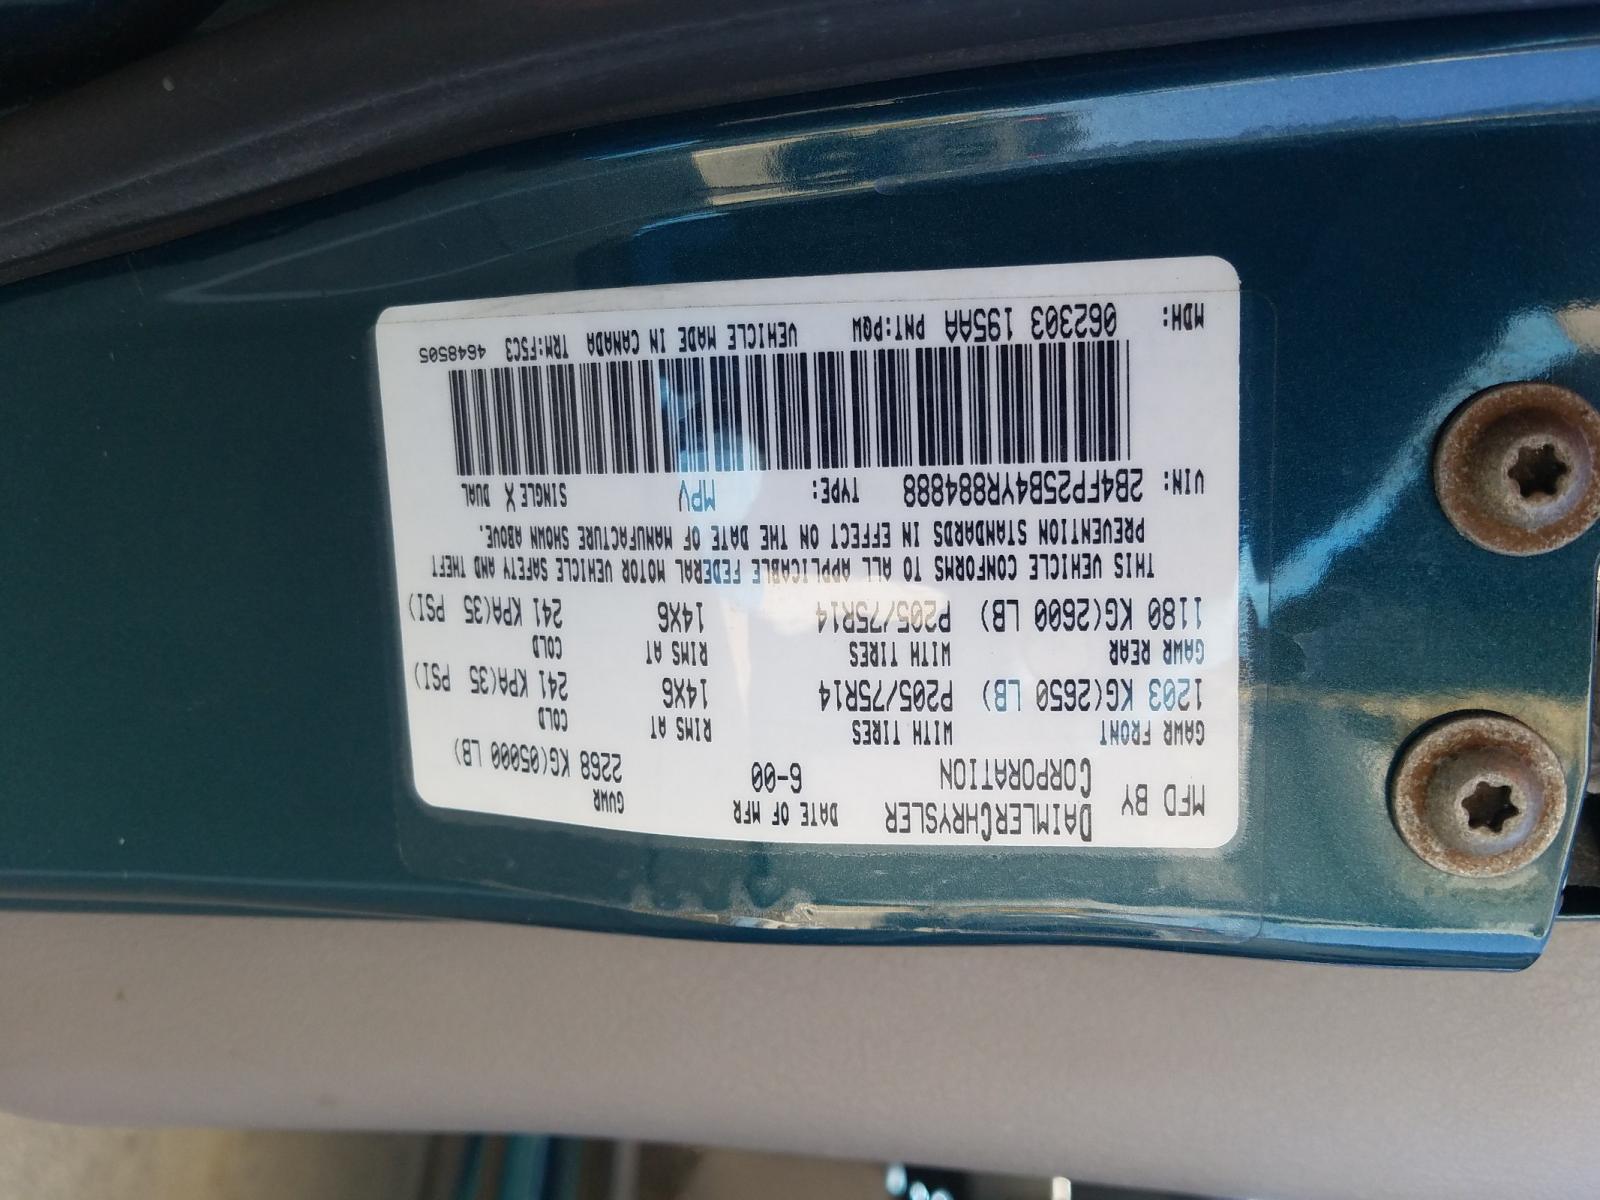 MFD BY DAIMLERCHRYSLER CORPORATION DATE OF MFR 6-00 GVWR 2268 KG(05000 LB)
GAWR FRONT WITH TIRES RIMS AT COLD
1203 KG(2650 LB) P205/75R14 14X6 241 KPA(35 PSI)
GAWR REAR WITH TIRES RIMS AT COLD
1180 KG(2600 LB) P205/75R14 14X6 241 KPA(35 PSI)
THIS VEHICLE CONFORMS TO ALL APPLICABLE FEDERAL MOTOR VEHICLE SAFETY AND THEFT
PREVENTION STANDARDS IN EFFECT ON THE DATE OF MANUFACTURE SHOWN ABOVE.
VIN: 2B4FP25B4YR884888 TYPE: MPV SINGLE X DUAL
MDH: 062303 195AA PNT:PQW VEHICLE MADE IN CANADA TRM:F5C3 4648505